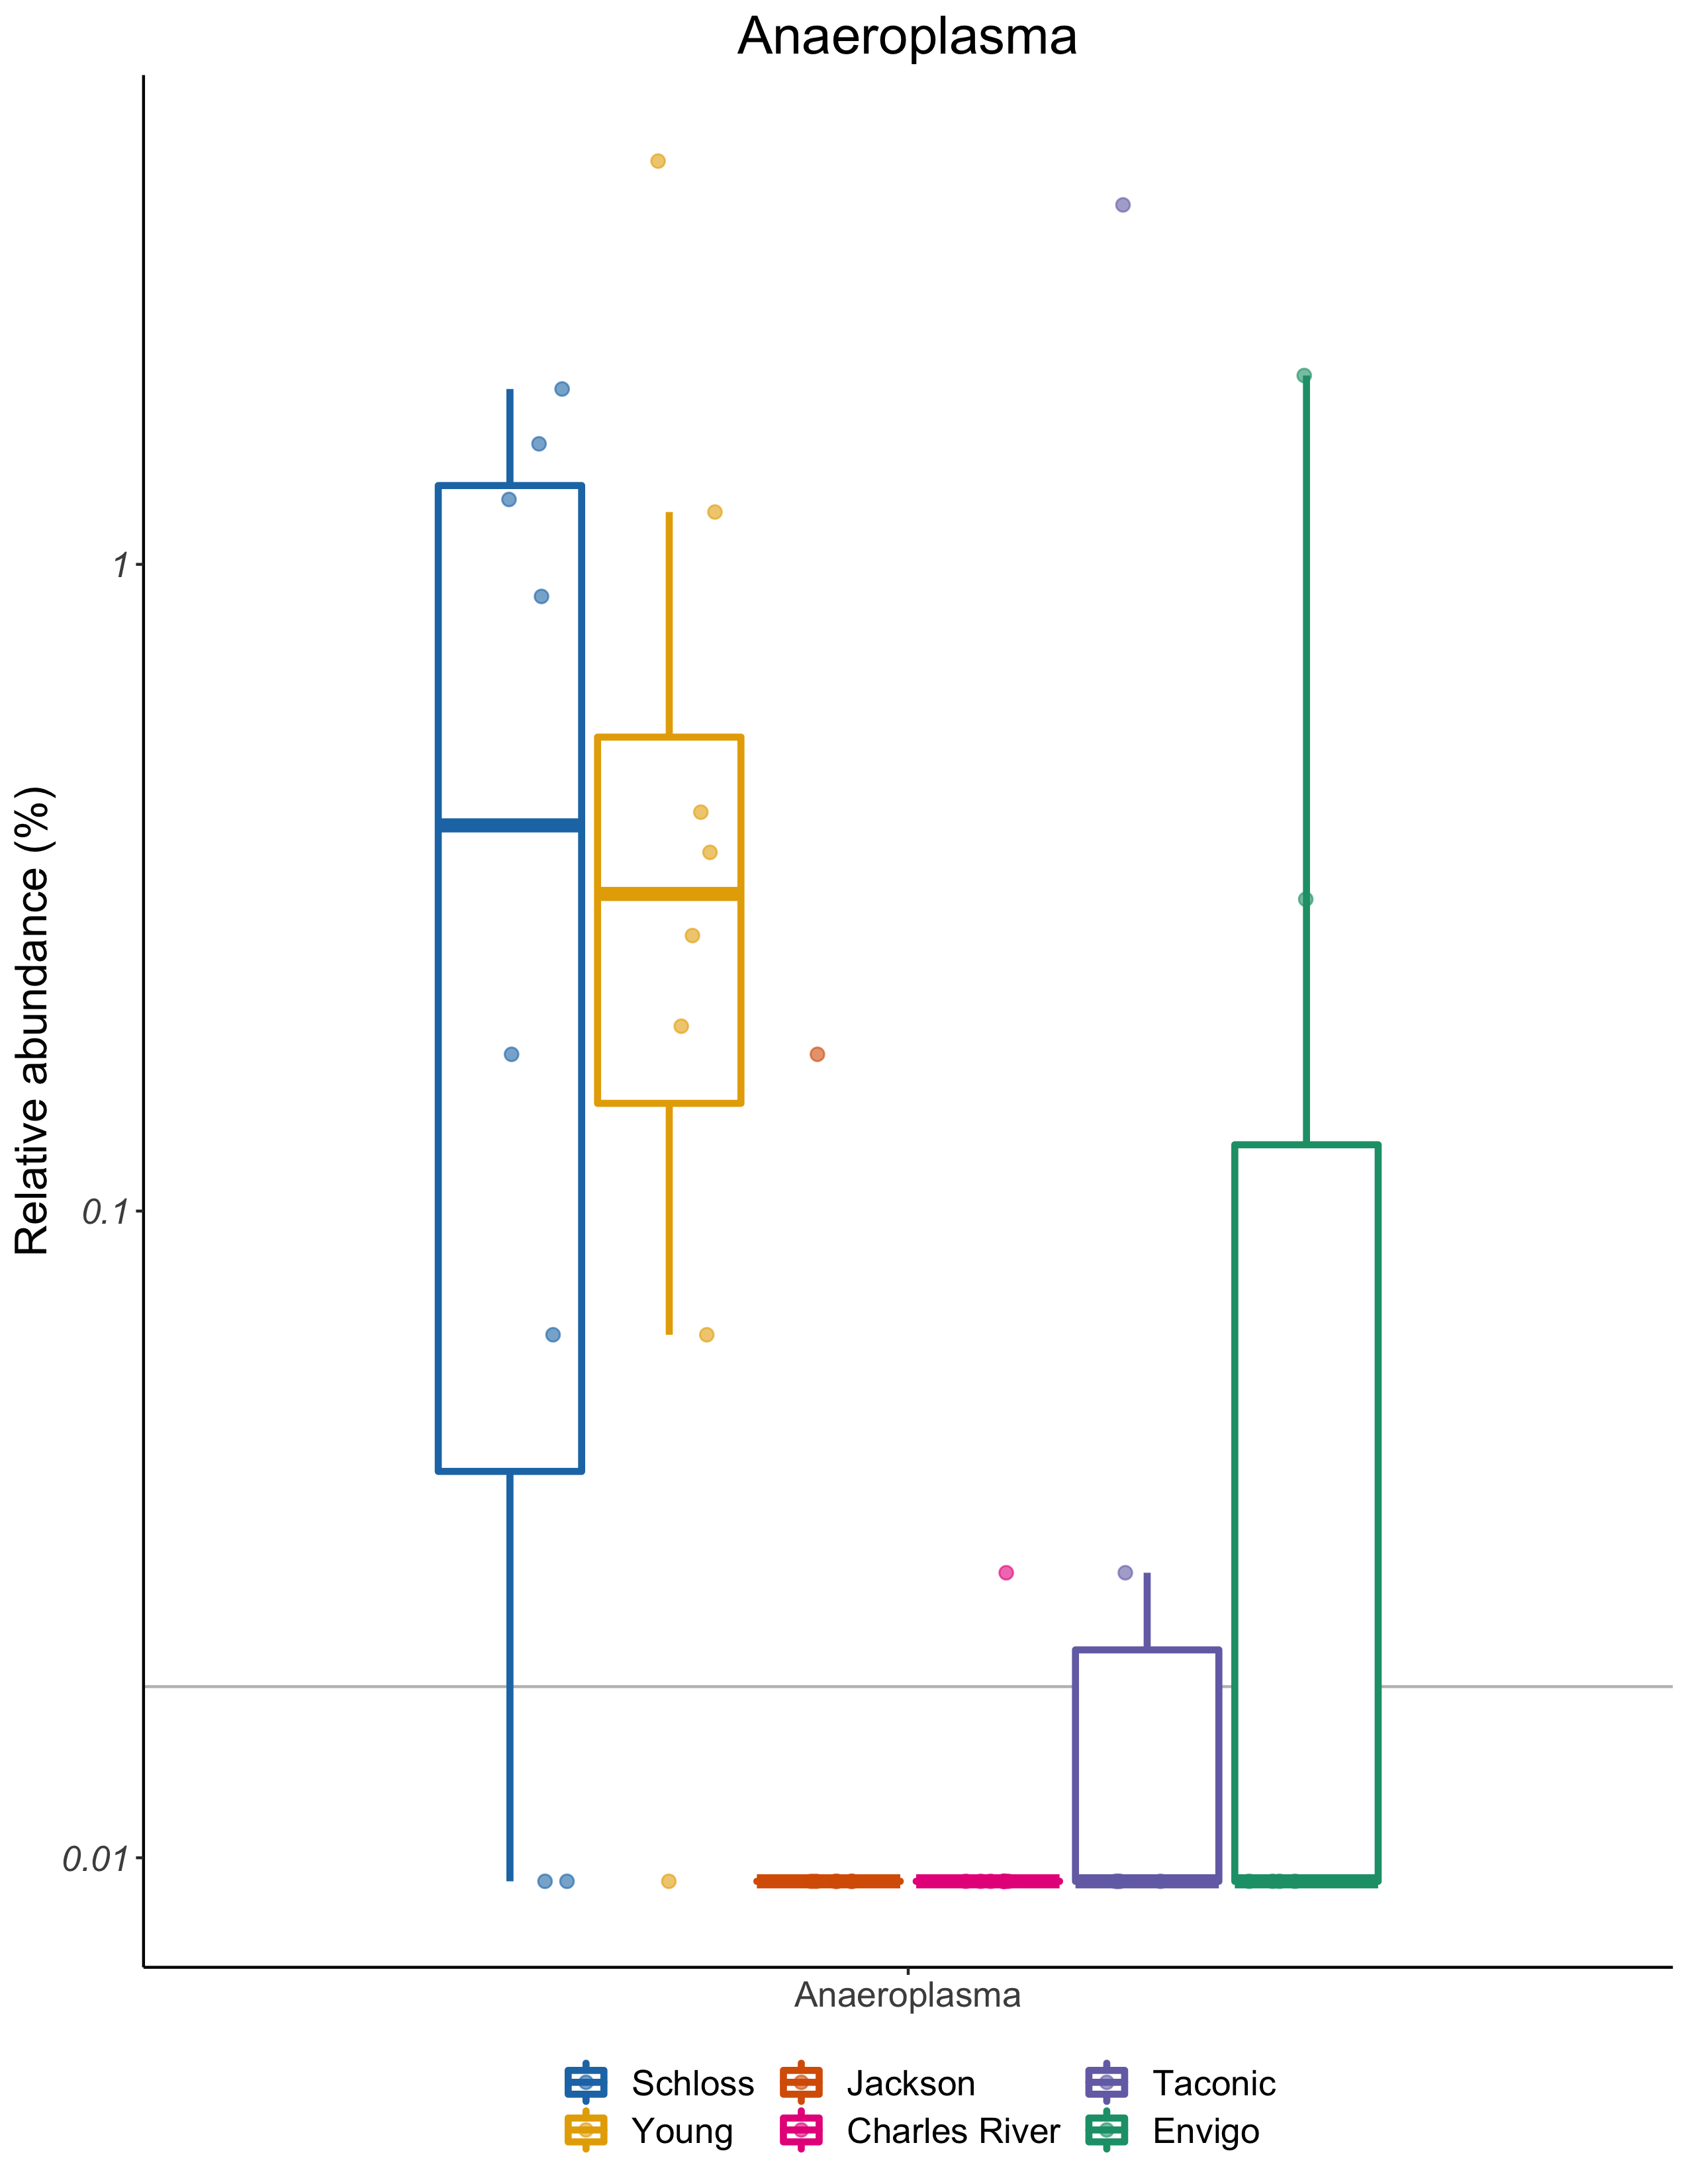 Anaeroplasma
Relative abundance (%)
1
0.1
0.01
Anaeroplasma
Schloss
Jackson
Taconic
Young
Charles River
Envigo